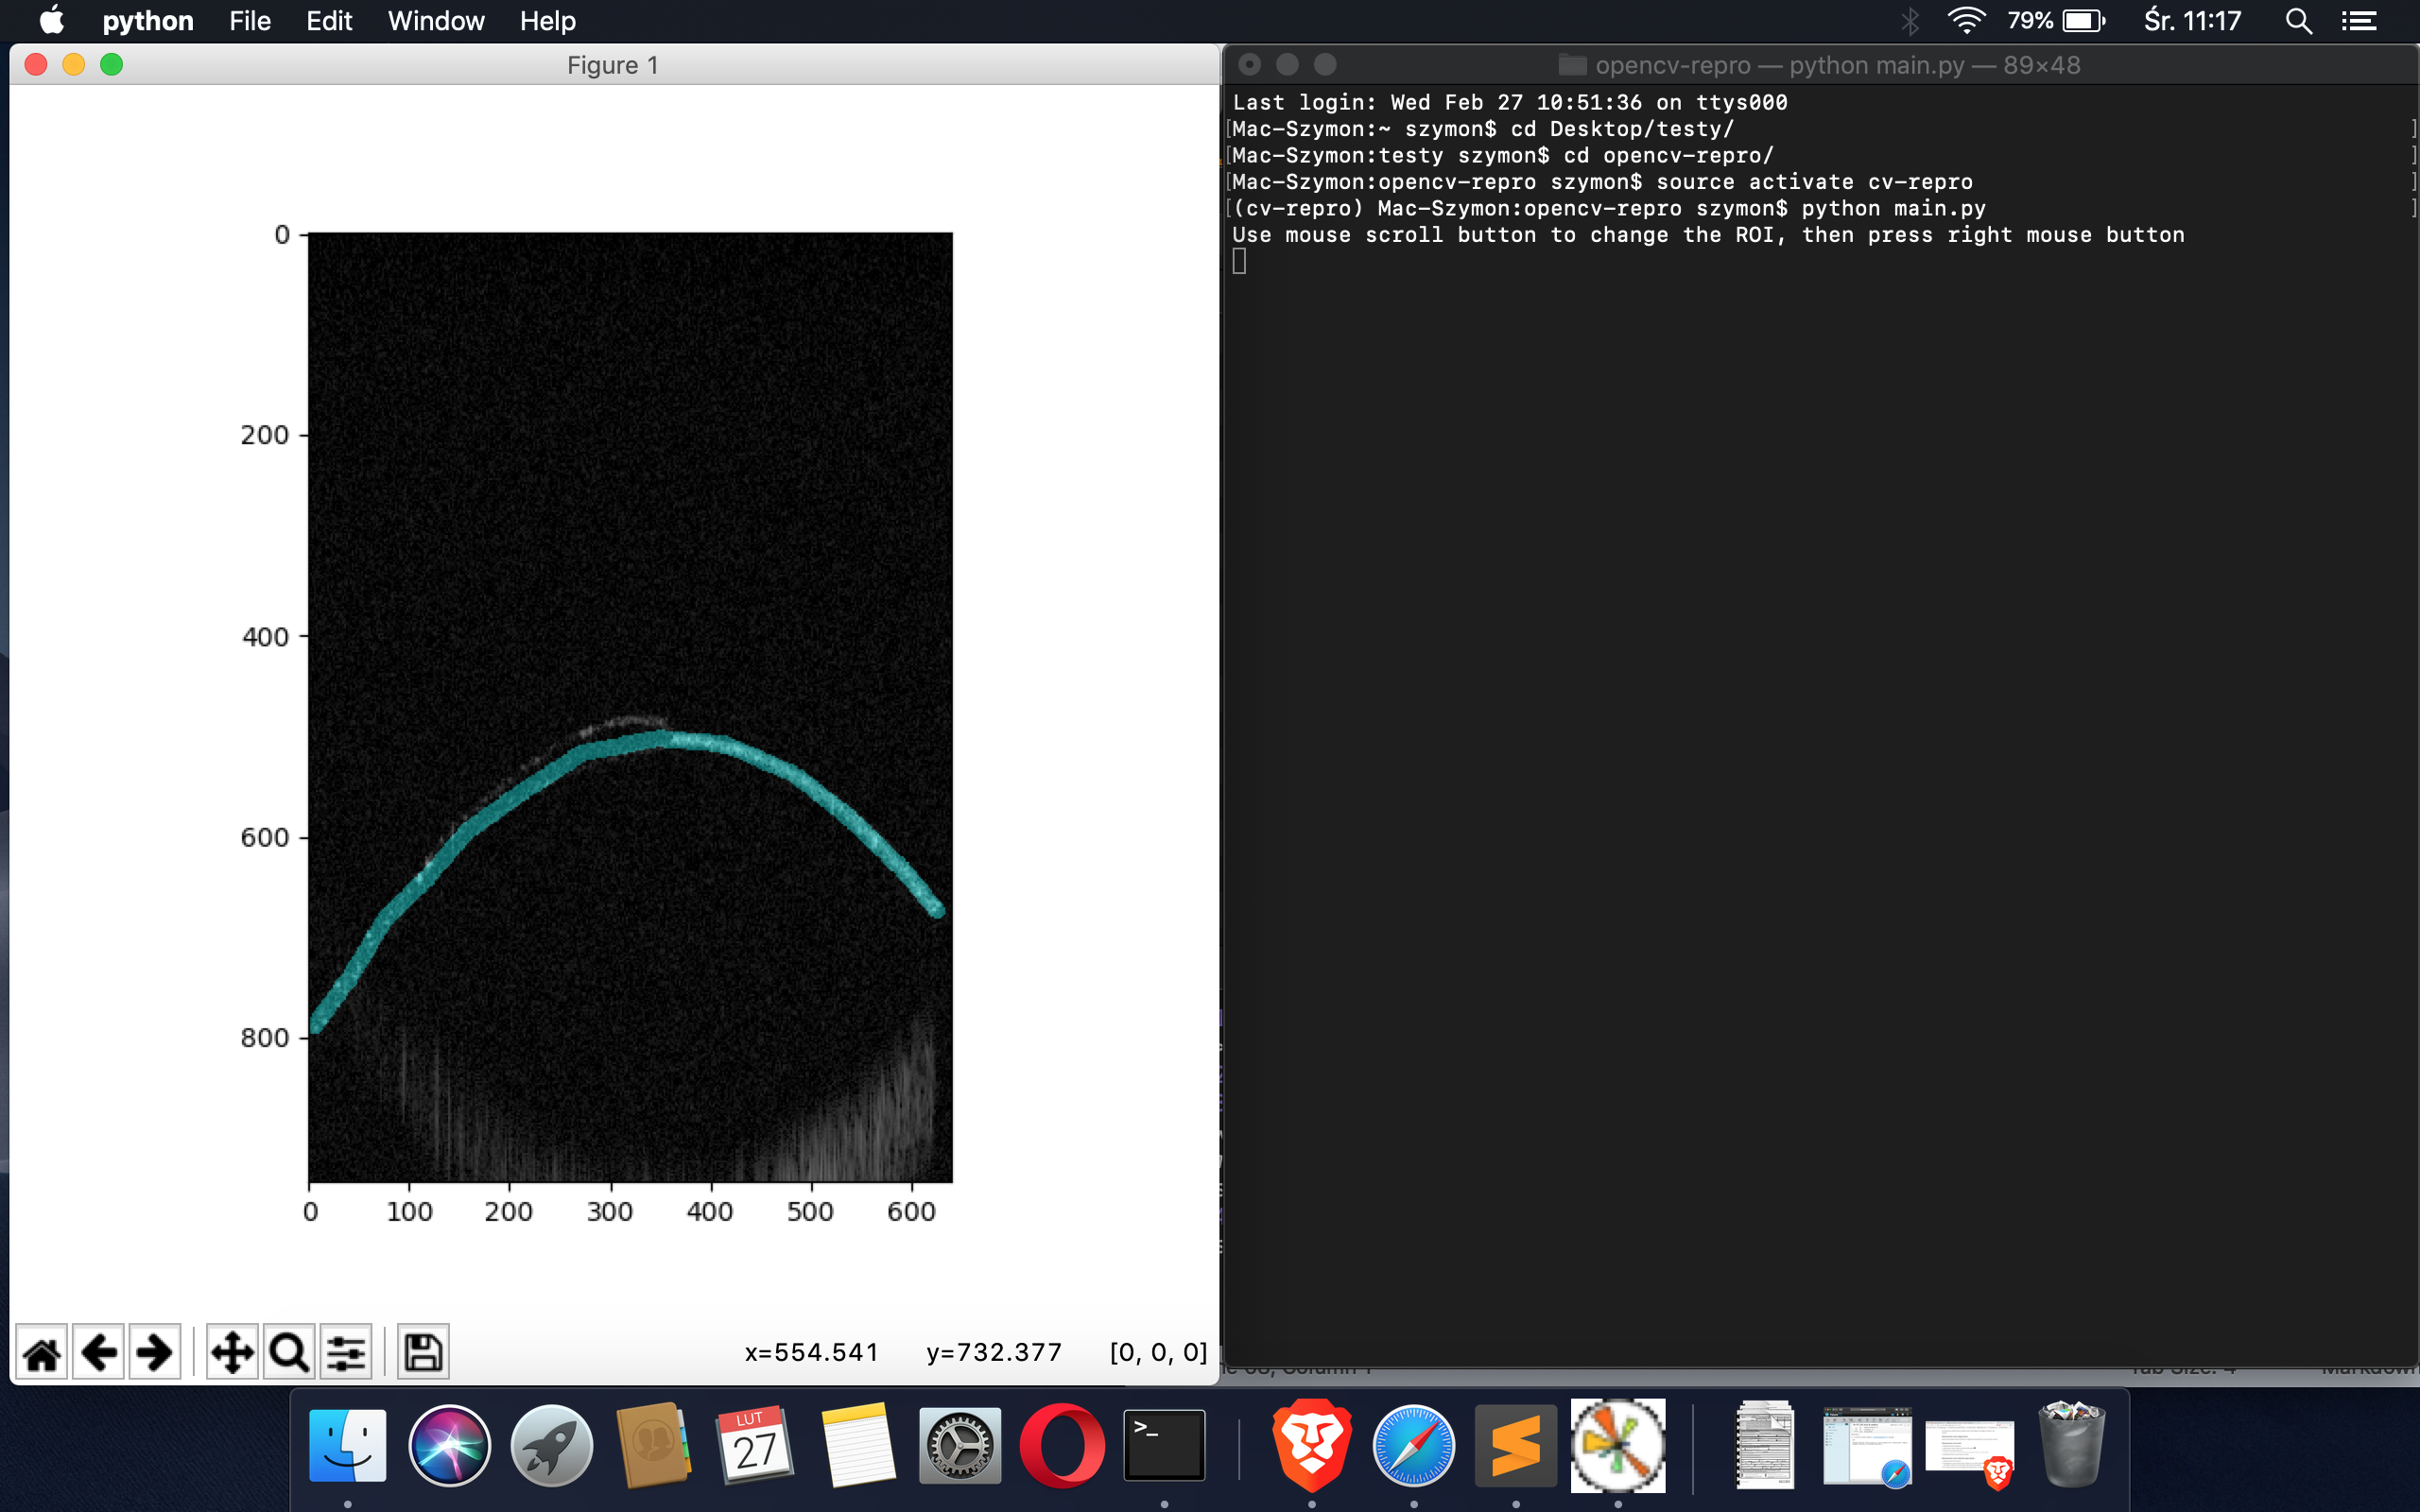 python File Edit Window Help 79% Śr. 11:17
Figure 1
opencv-repro — python main.py — 89×48
Last login: Wed Feb 27 10:51:36 on ttys000
[Mac-Szymon:~ szymon$ cd Desktop/testy/ ]
[Mac-Szymon:testy szymon$ cd opencv-repro/ ]
[Mac-Szymon:opencv-repro szymon$ source activate cv-repro ]
[(cv-repro) Mac-Szymon:opencv-repro szymon$ python main.py ]
Use mouse scroll button to change the ROI, then press right mouse button
0
200
400
600
800
0 100 200 300 400 500 600
x=554.541 y=732.377 [0, 0, 0]
LUT
27
>_